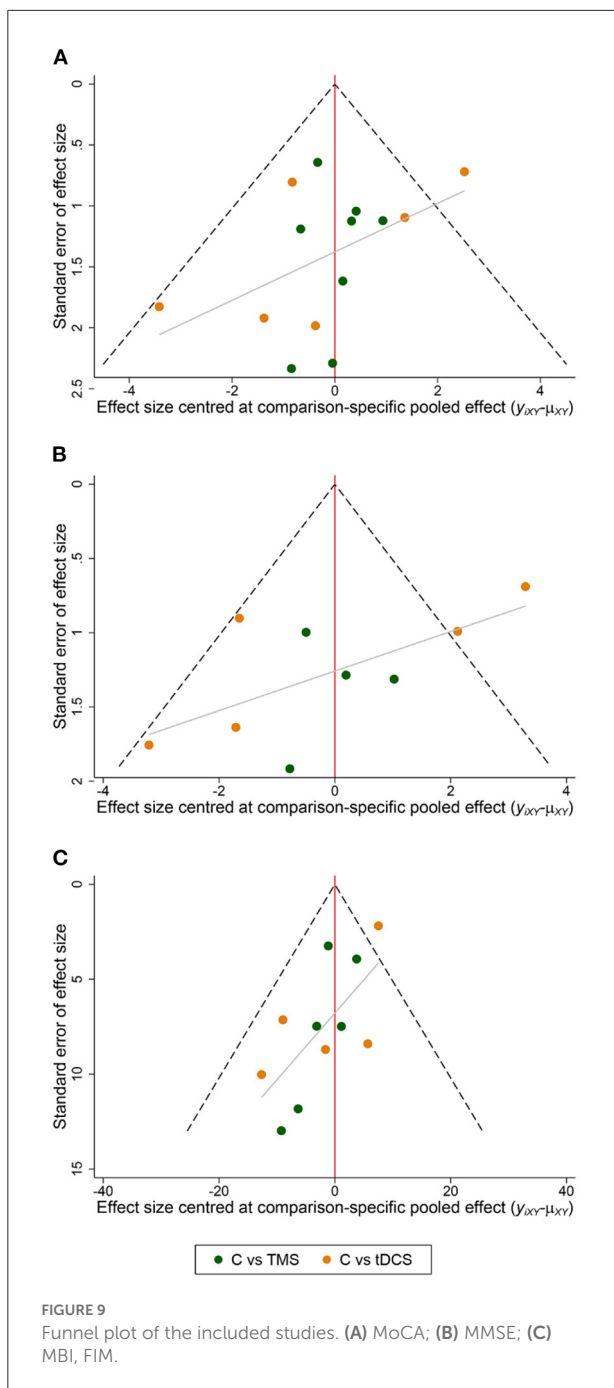 A
0
.5
1
1.5
2
2.5
Standard error of effect size
-4
-2
0
2
4
Effect size centred at comparison-specific pooled effect (yiXY-μXY)
B
0
.5
1
1.5
2
Standard error of effect size
-4
-2
0
2
4
Effect size centred at comparison-specific pooled effect (yiXY-μXY)
C
0
5
10
15
Standard error of effect size
-40
-20
0
20
40
Effect size centred at comparison-specific pooled effect (yiXY-μXY)
C vs TMS C vs tDCS
FIGURE 9
Funnel plot of the included studies. (A) MoCA; (B) MMSE; (C)
MBI, FIM.